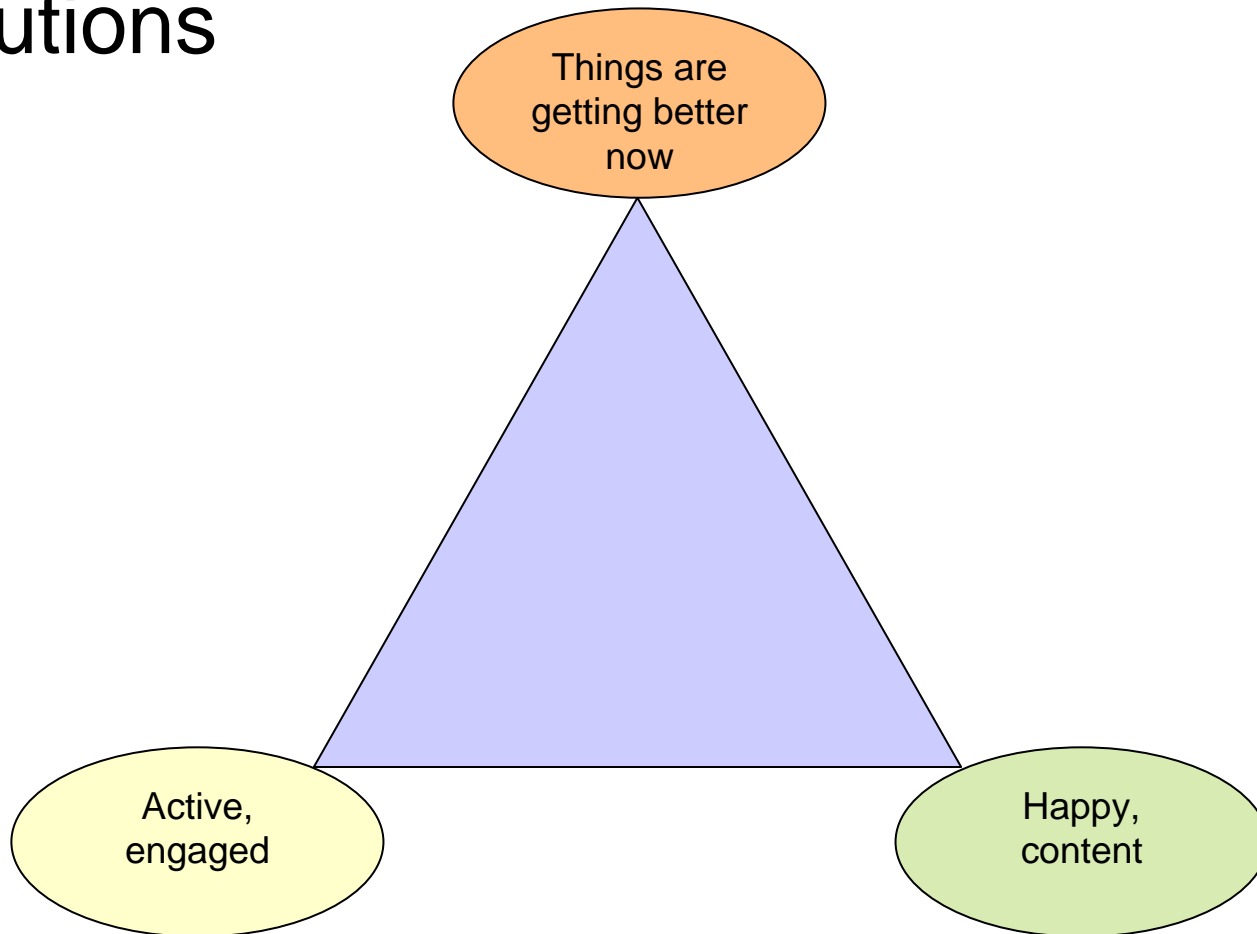 utions
Things are
getting better
now
Active,
engaged
Happy,
content